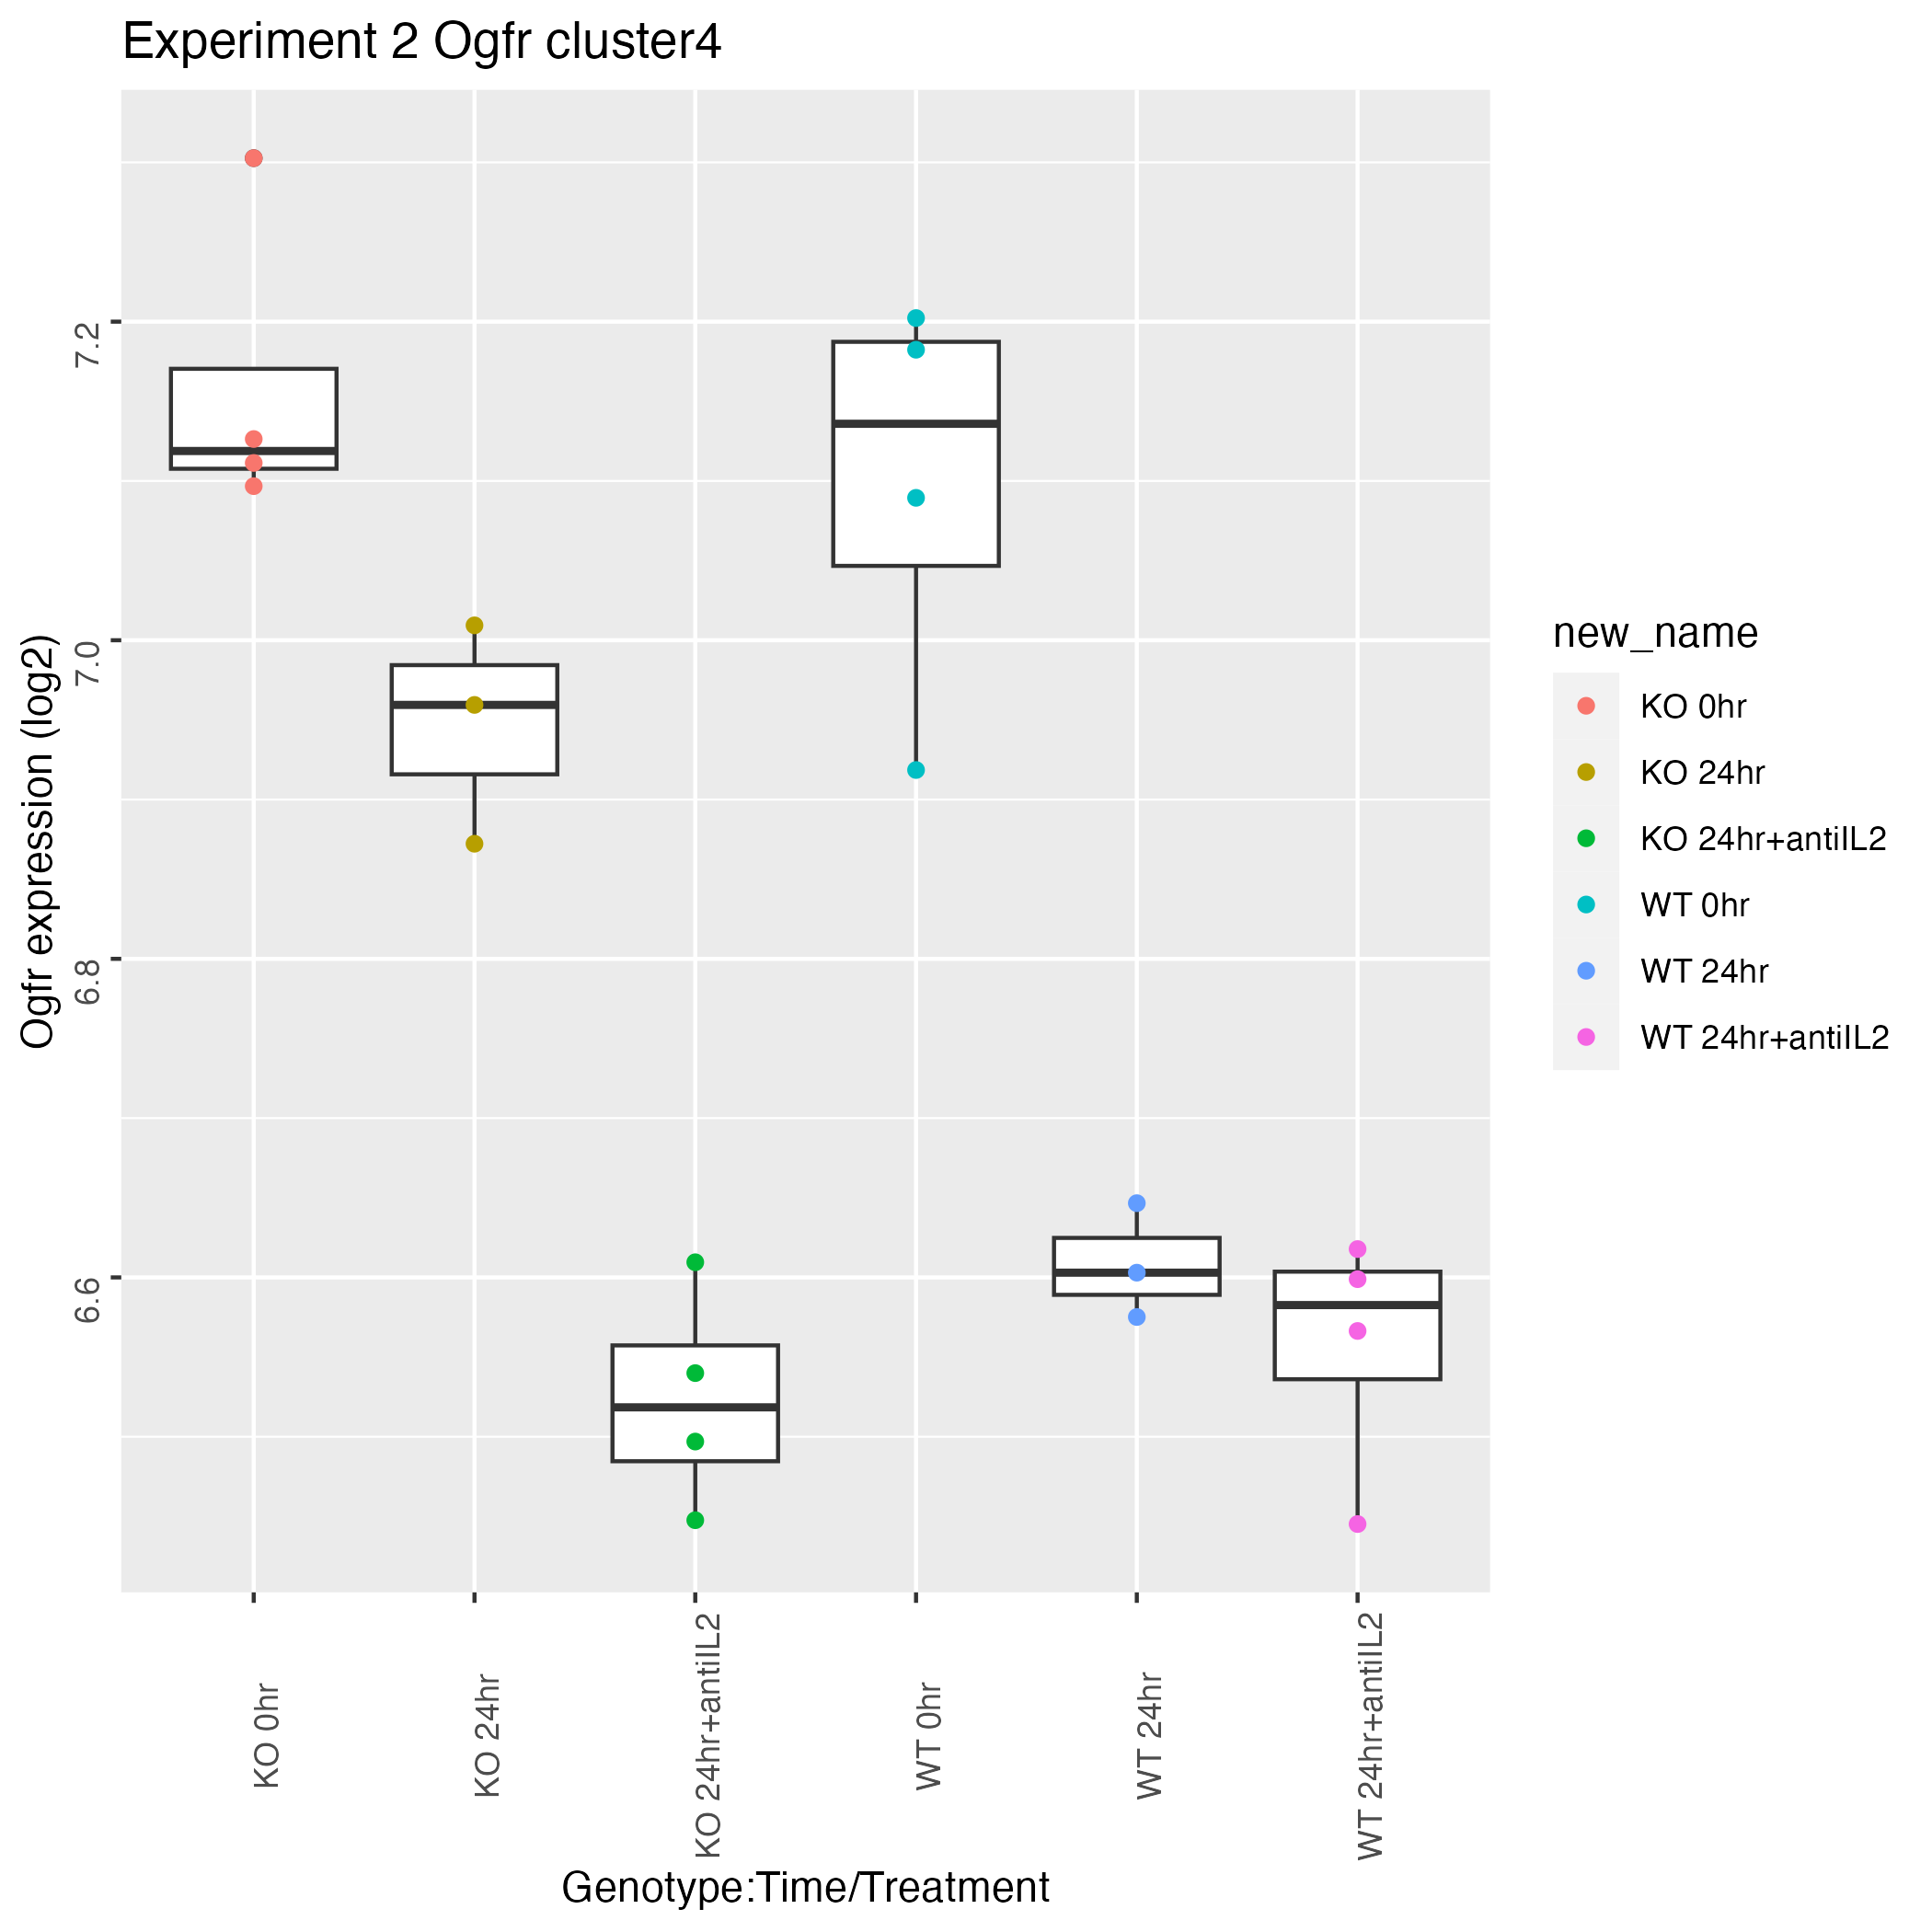 Experiment 2 Ogfr cluster4
Ogfr expression (log2)
7.2
7.0
6.8
6.6
KO 0hr
KO 24hr
KO 24hr+antiIL2
WT 0hr
WT 24hr
WT 24hr+antiIL2
Genotype:Time/Treatment
new_name
KO 0hr
KO 24hr
KO 24hr+antiIL2
WT 0hr
WT 24hr
WT 24hr+antiIL2